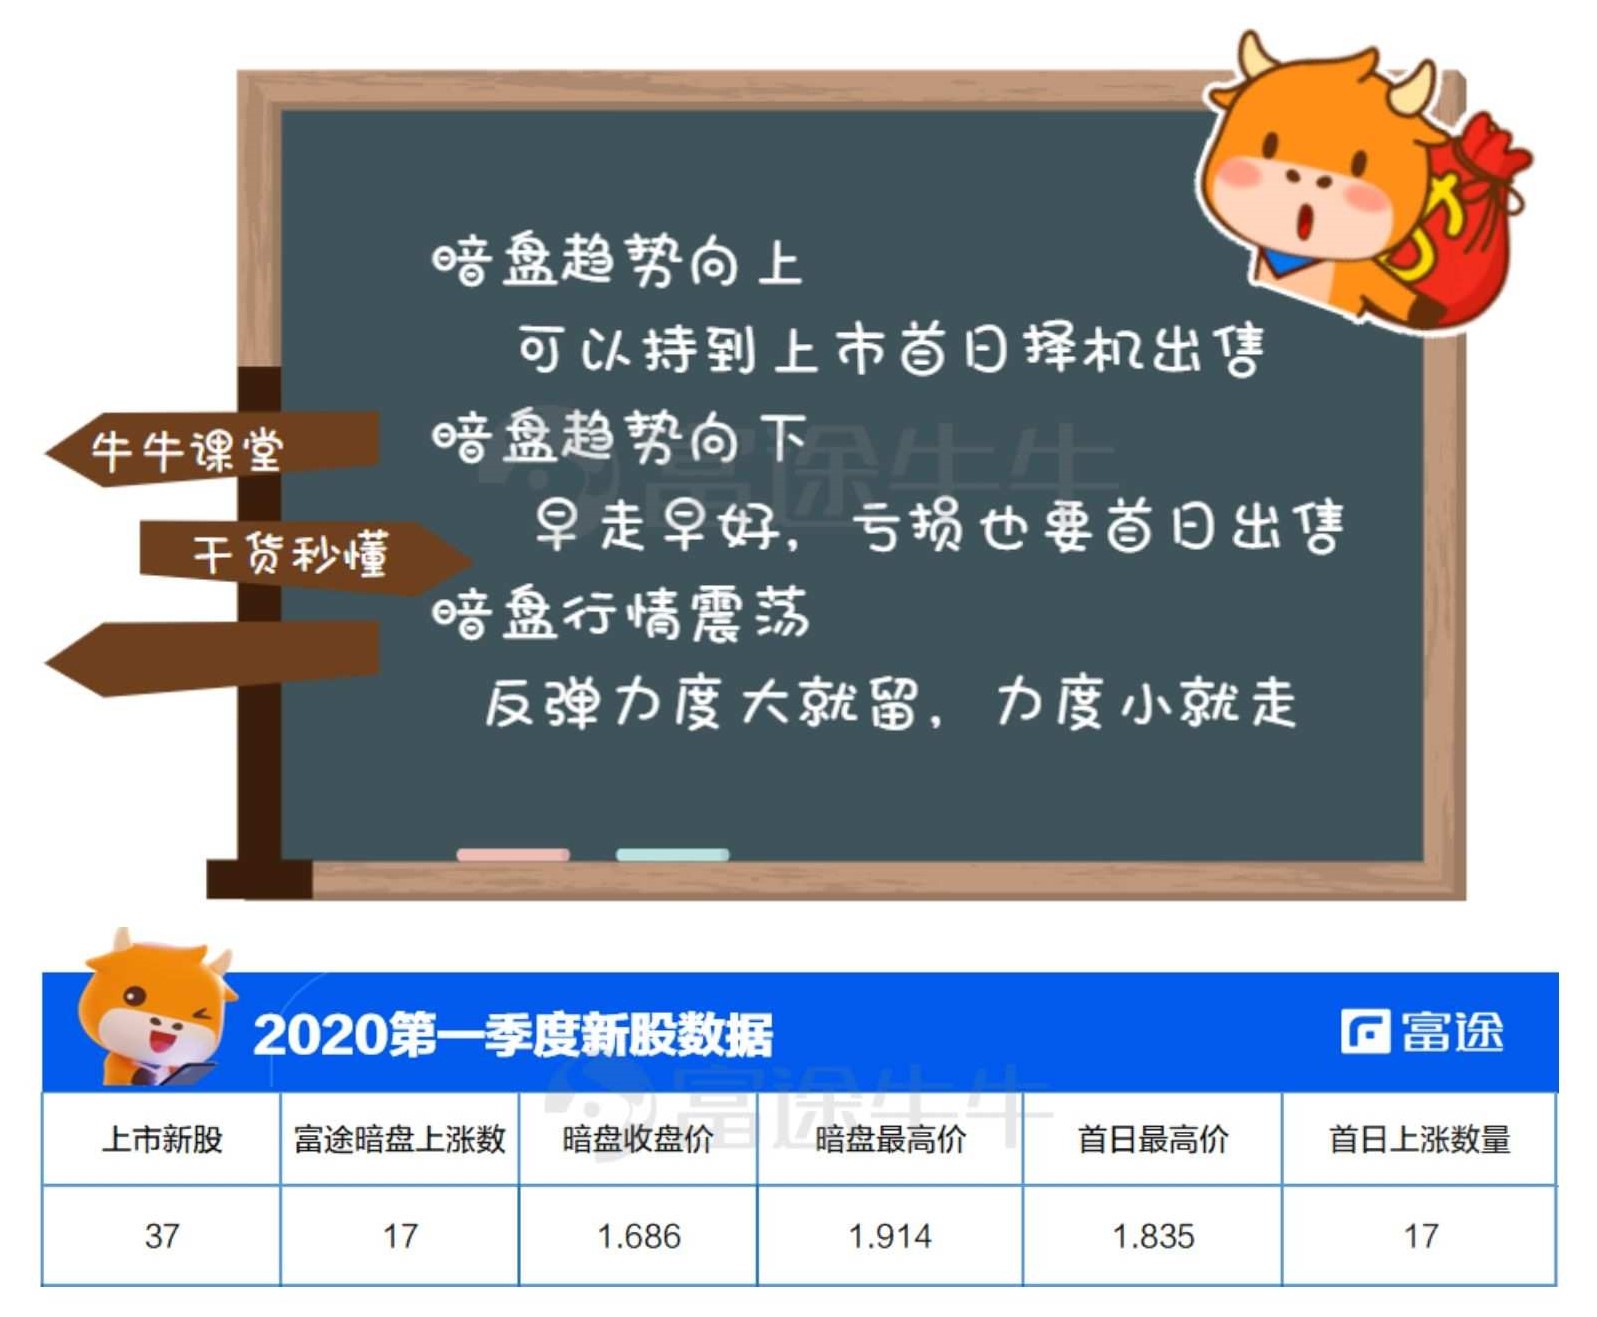 暗盘趋势向上
可以持到上市首日择机出售
暗盘趋势向下
早走早好，亏损也要首日出售
暗盘行情震荡
反弹力度大就留，力度小就走
牛牛课堂
干货秒懂
富途牛牛
2020第一季度新股数据
富途
富途牛牛
上市新股 富途暗盘上涨数 暗盘收盘价 暗盘最高价 首日最高价 首日上涨数量
37 17 1.686 1.914 1.835 17